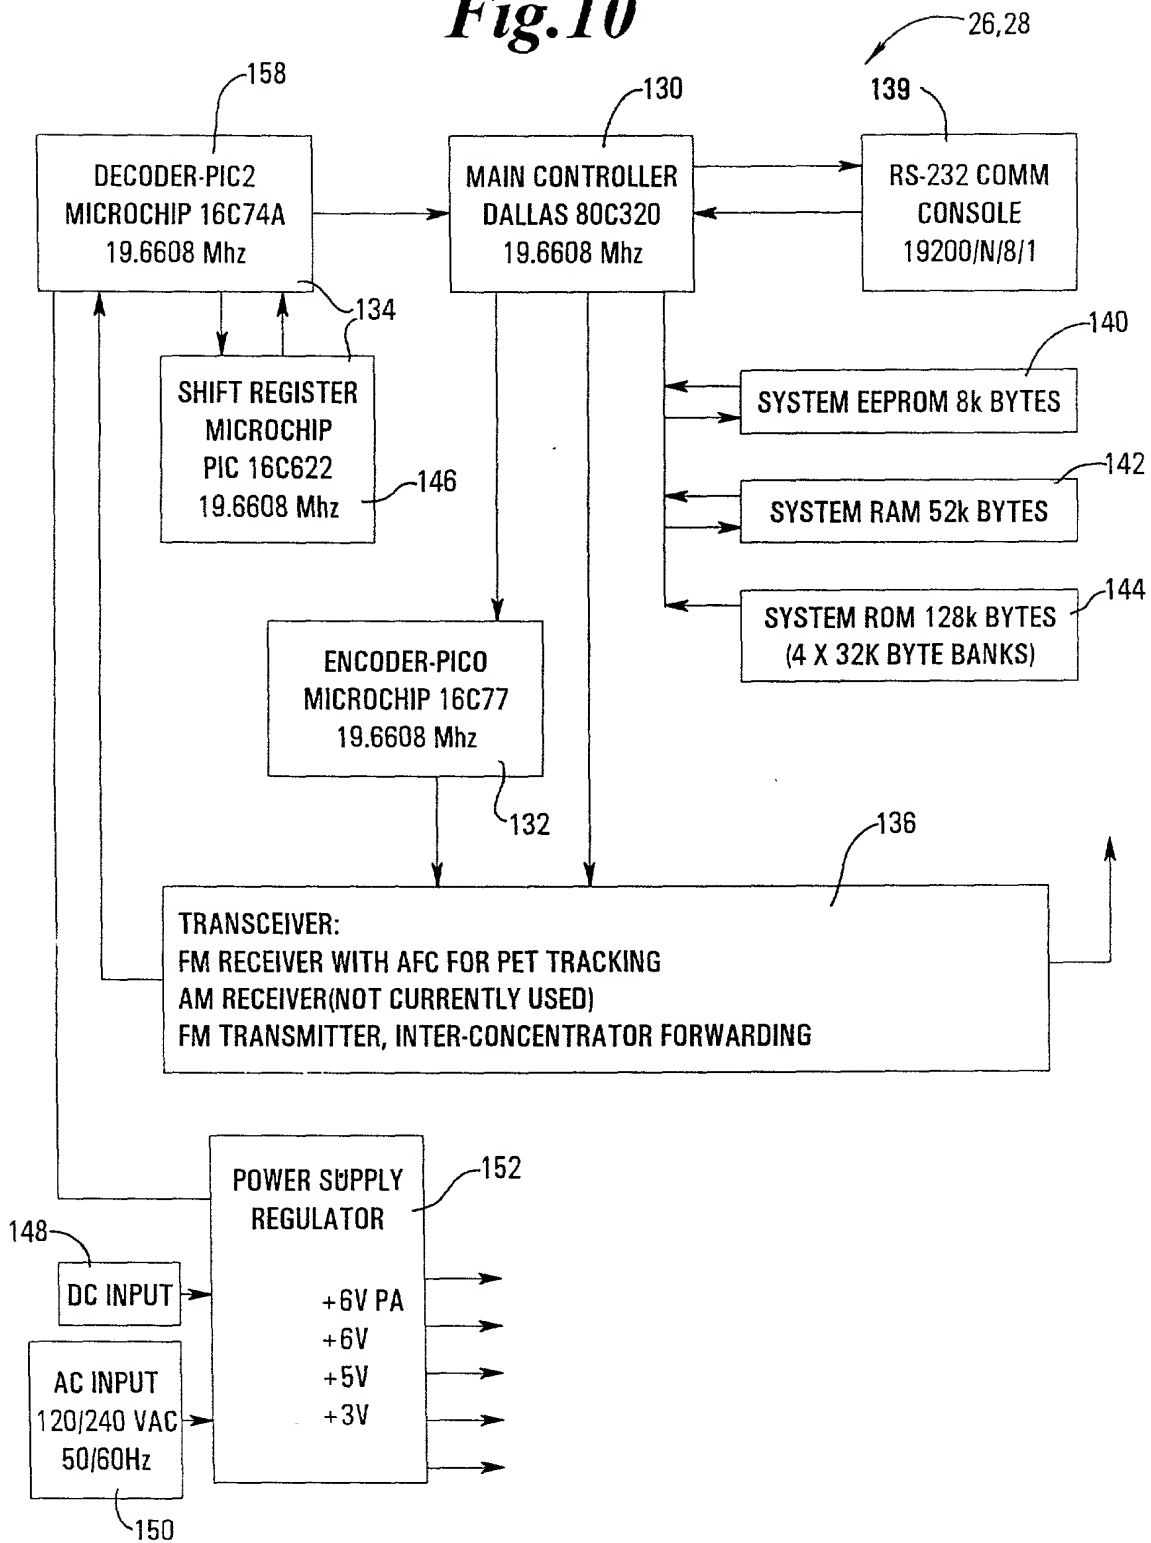 Fig.10
26,28
158
130
139
DECODER-PIC2
MICROCHIP 16C74A
19.6608 Mhz
MAIN CONTROLLER
DALLAS 80C320
19.6608 Mhz
RS-232 COMM
CONSOLE
19200/N/8/1
134
SHIFT REGISTER
MICROCHIP
PIC 16C622
19.6608 Mhz
146
140
SYSTEM EEPROM 8k BYTES
142
SYSTEM RAM 52k BYTES
144
SYSTEM ROM 128k BYTES
(4 X 32K BYTE BANKS)
ENCODER-PICO
MICROCHIP 16C77
19.6608 Mhz
132
136
TRANSCEIVER:
FM RECEIVER WITH AFC FOR PET TRACKING
AM RECEIVER(NOT CURRENTLY USED)
FM TRANSMITTER, INTER-CONCENTRATOR FORWARDING
152
POWER SUPPLY
REGULATOR
+6V PA
+6V
+5V
+3V
148
DC INPUT
AC INPUT
120/240 VAC
50/60Hz
150